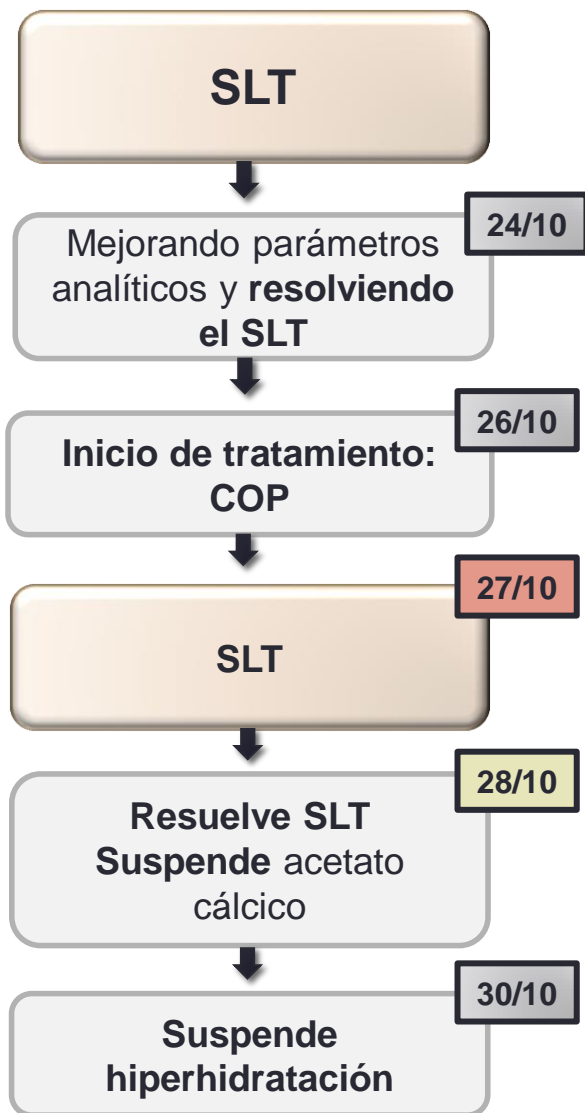 SLT
24/10
Mejorando parámetros
analíticos y resolviendo
el SLT
26/10
Inicio de tratamiento:
COP
27/10
SLT
28/10
Resuelve SLT
Suspende acetato
cálcico
30/10
Suspende
hiperhidratación